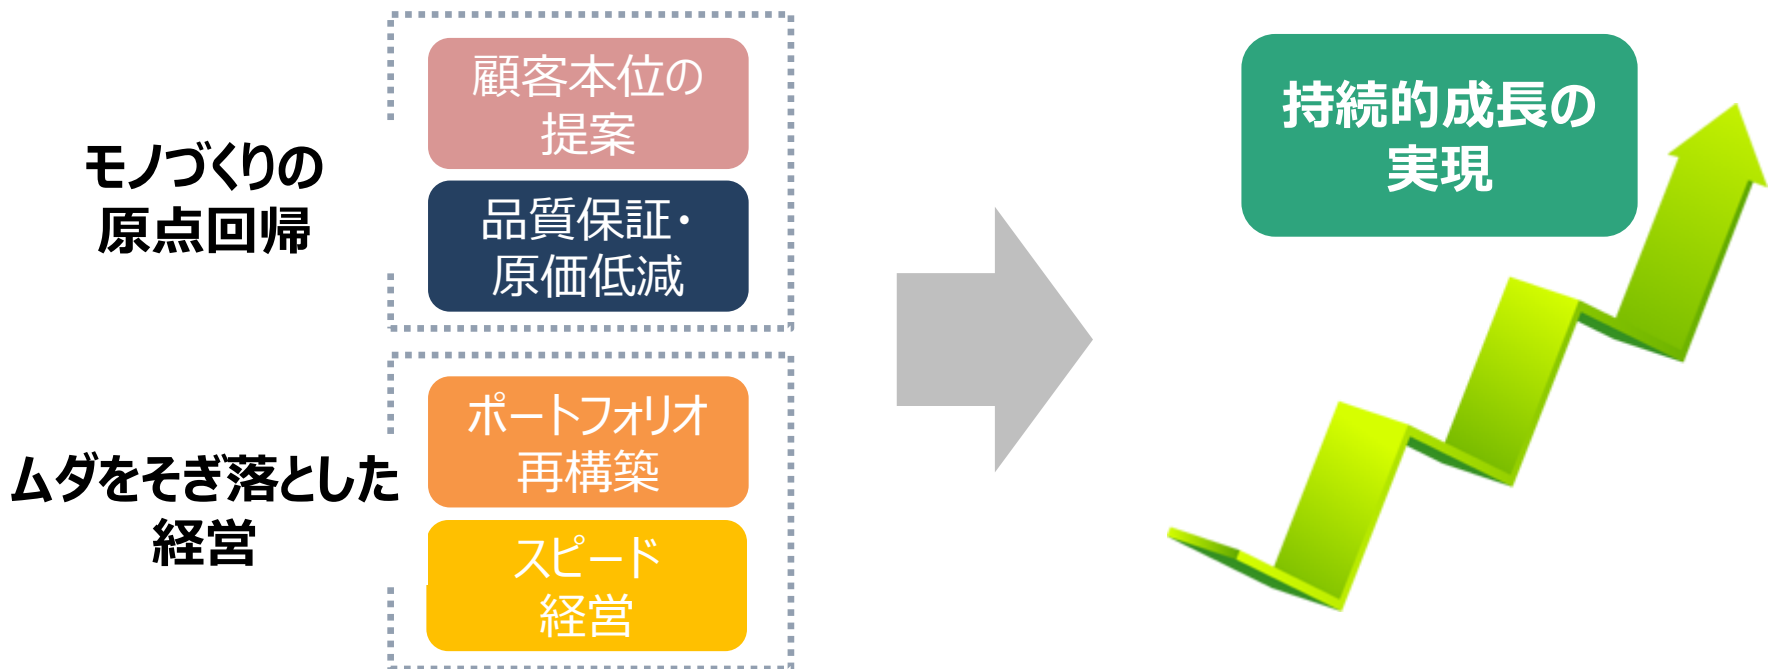 モノづくりの
原点回帰
顧客本位の
提案
品質保証・
原価低減
ムダをそぎ落とした
経営
ポートフォリオ
再構築
スピード
経営
持続的成長の
実現